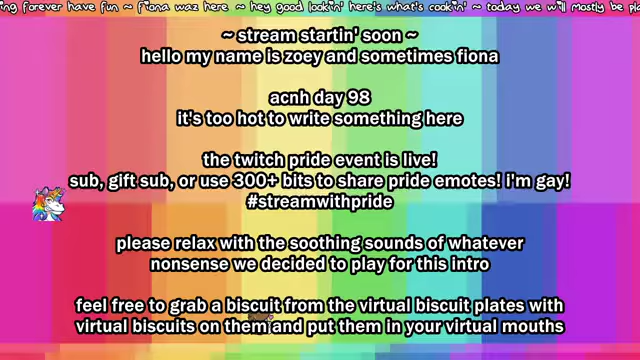 ing forever have fun ~ fiona waz here ~ hey good lookin' here's what's cookin' ~ today we will mostly be pla
~ stream startin' soon ~
hello my name is zoey and sometimes fiona
acnh day 98
it's too hot to write something here
the twitch pride event is live!
sub, gift sub, or use 300+ bits to share pride emotes! i'm gay!
#streamwithpride
please relax with the soothing sounds of whatever
nonsense we decided to play for this intro
feel free to grab a biscuit from the virtual biscuit plates with
virtual biscuits on them and put them in your virtual mouths